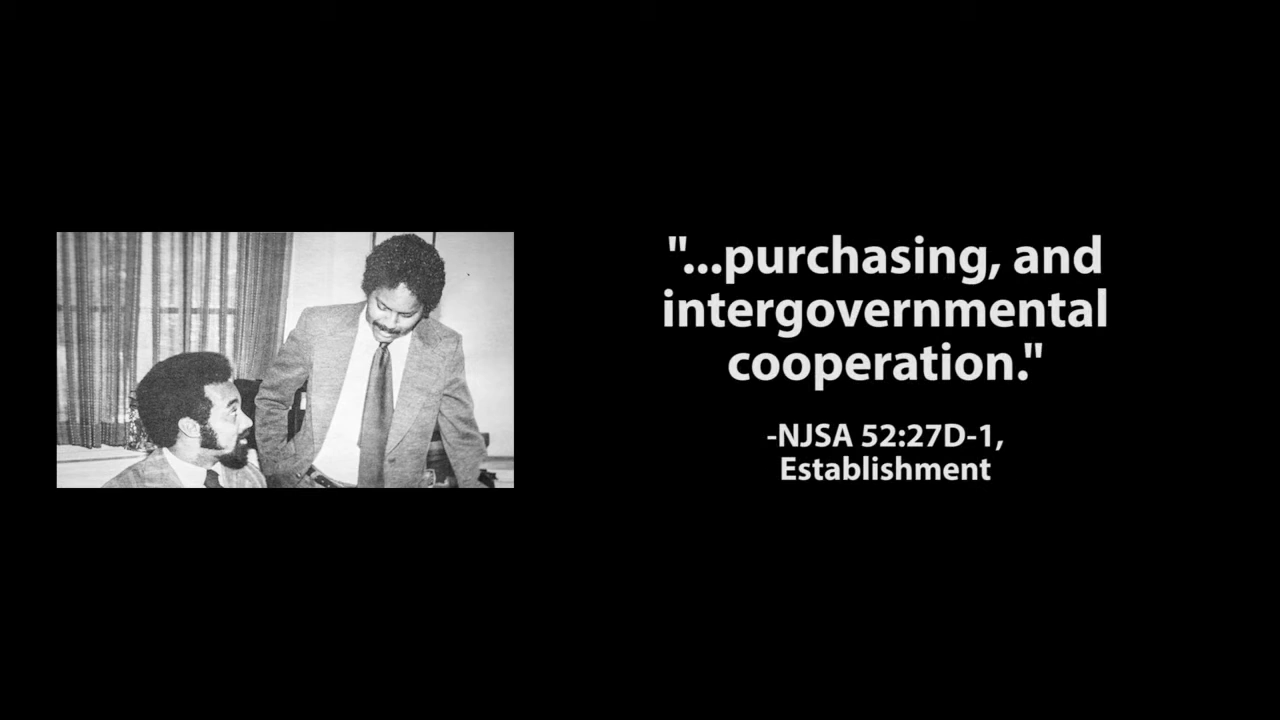 "...purchasing, and
intergovernmental
cooperation."
-NJSA 52:27D-1,
Establishment